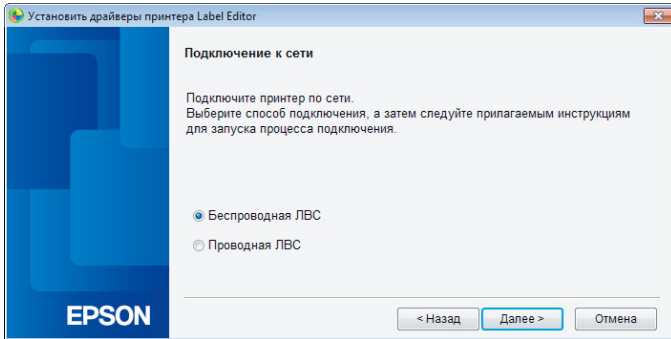 Установить драйверы принтера Label Editor
Подключение к сети
Подключите принтер по сети.
Выберите способ подключения, а затем следуйте прилагаемым инструкциям
для запуска процесса подключения.
Беспроводная ЛВС
Проводная ЛВС
EPSON
< Назад Далее > Отмена